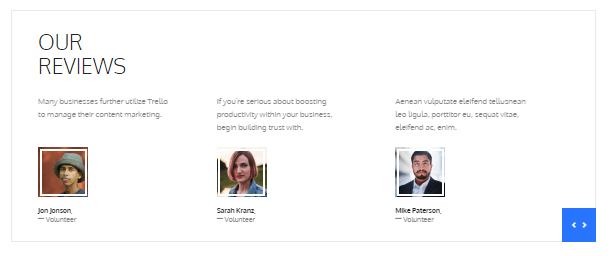 OUR
REVIEWS
Many businesses further utilize Trello
to manage their content marketing.
If you're serious about boosting
productivity within your business,
begin building trust with.
Aenean vulputate eleifend tellusnean
leo ligula, porttitor eu, sequat vitae,
eleifend ac, enim.
Jon Jonson,
— Volunteer
Sarah Kranz,
— Volunteer
Mike Paterson,
— Volunteer